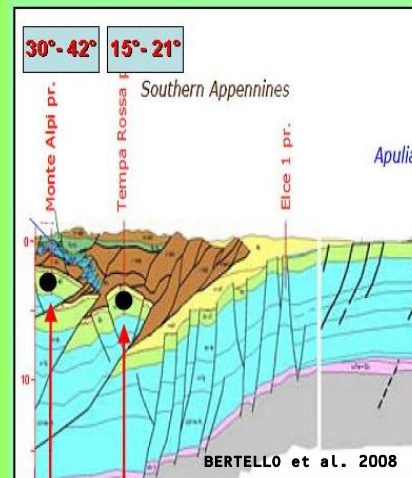 30°- 42°
15°- 21°
Southern Appennines
Monte Alpi pr.
Tempa Rossa
Elce 1 pr.
0
10
BERTELLO et al. 2008